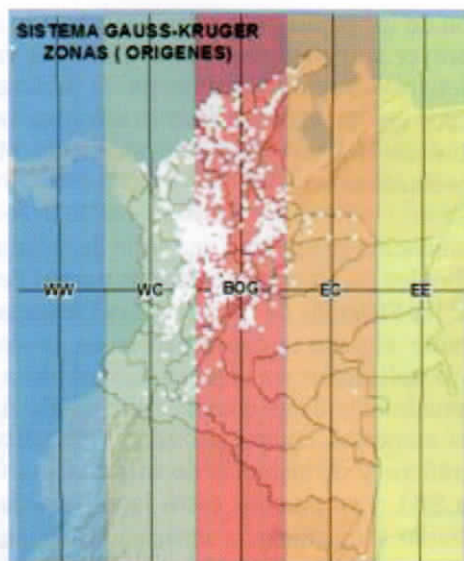 SISTEMA GAUSS-KRUGER
ZONAS ( ORIGENES)
WW WC BOG EC EE